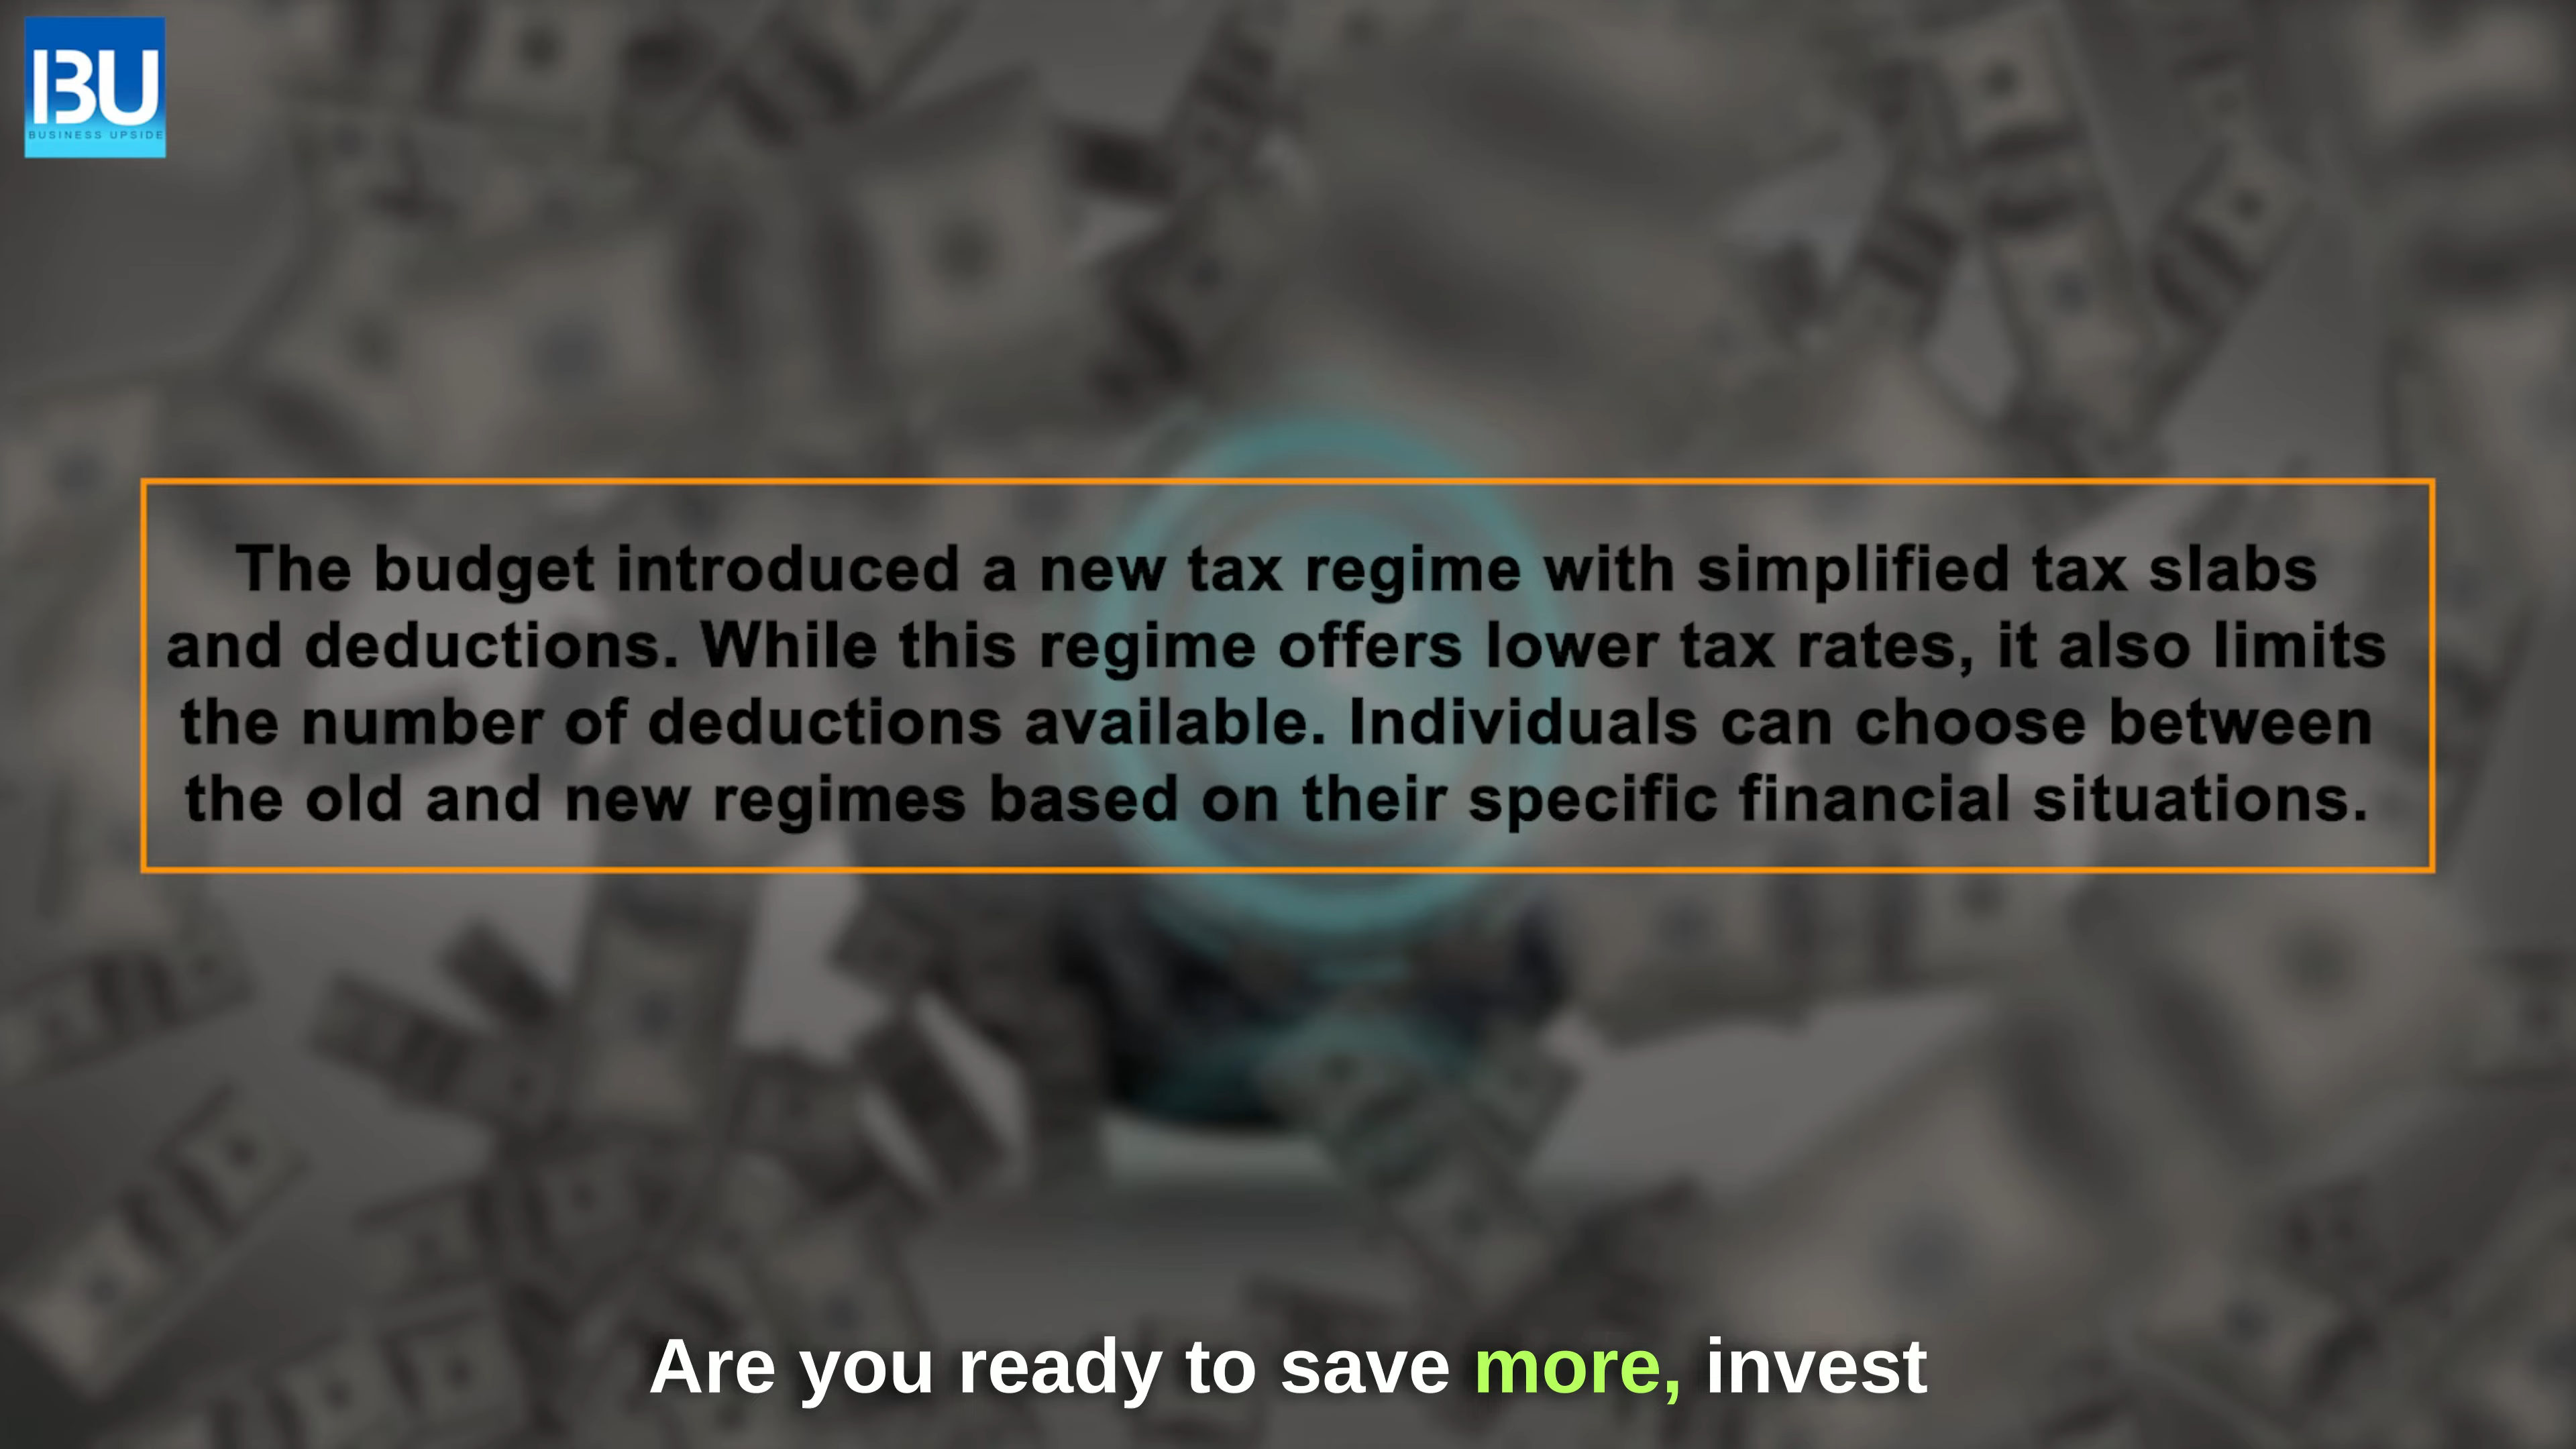 BU
BUSINESS UPSIDE
The budget introduced a new tax regime with simplified tax slabs
and deductions. While this regime offers lower tax rates, it also limits
the number of deductions available. Individuals can choose between
the old and new regimes based on their specific financial situations.
Are you ready to save more, invest